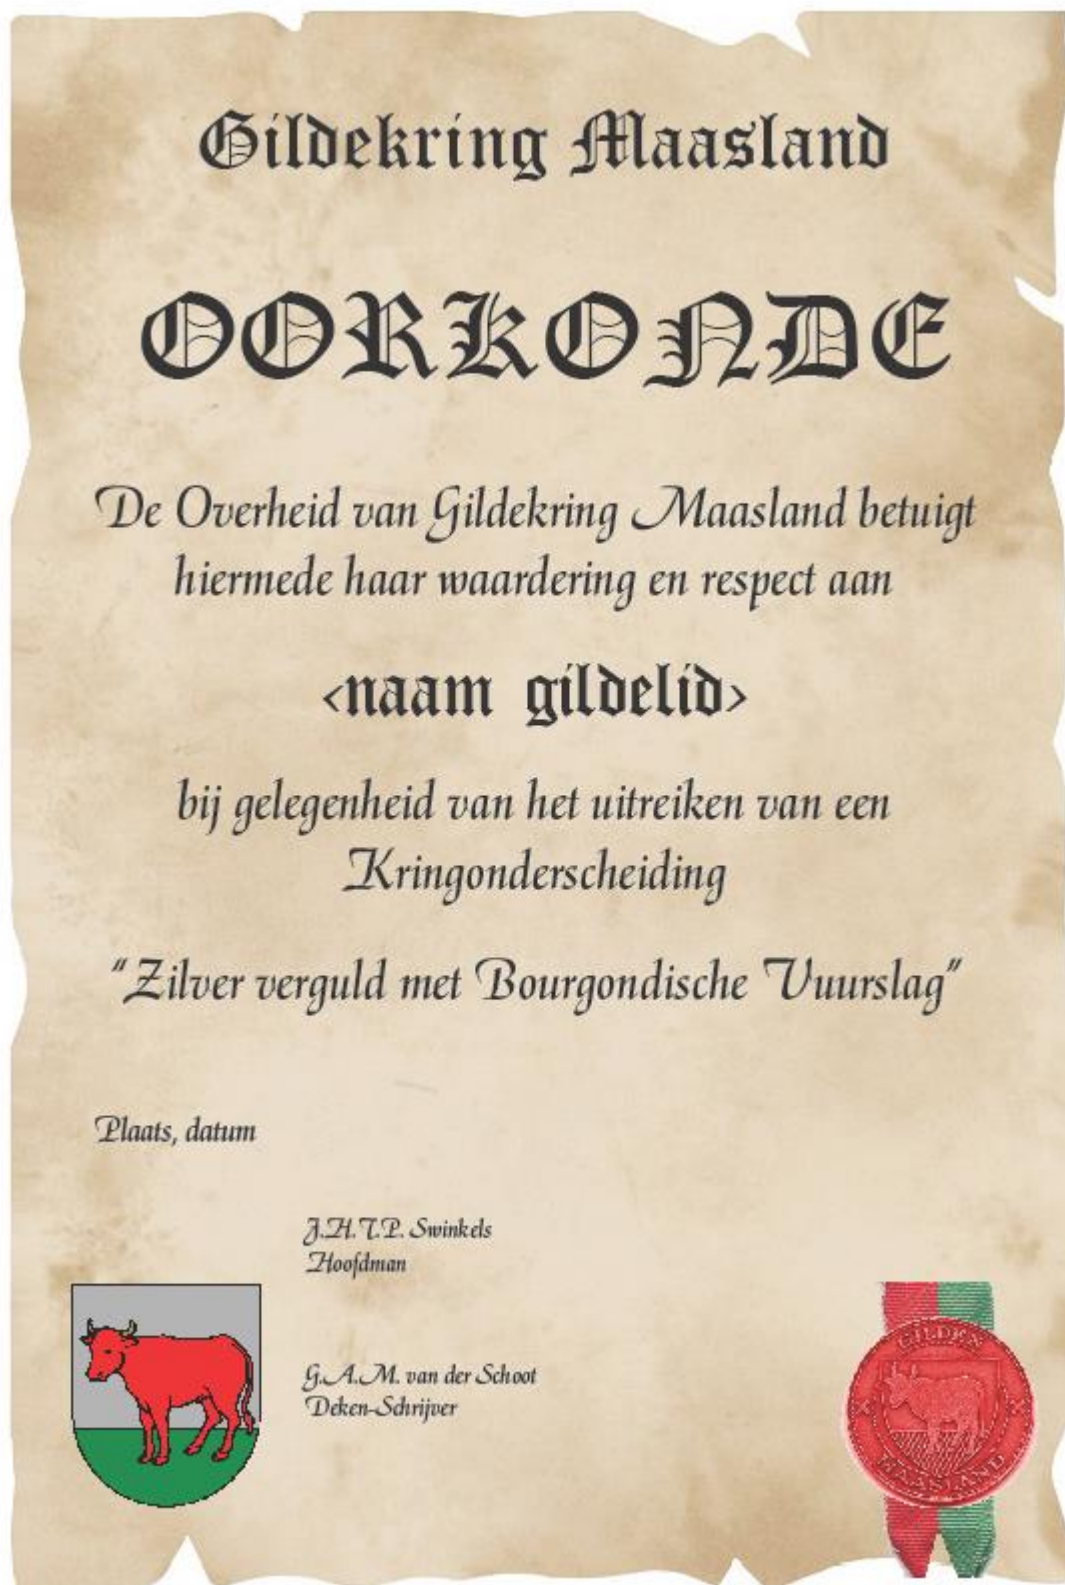 Gildekring Maasland
OORKONDE
De Overheid van Gildekring Maasland betuigt
hiermede haar waardering en respect aan
<naam gildelid>
bij gelegenheid van het uitreiken van een
Kringonderscheiding
"Zilver verguld met Bourgondische Vuurslag"
Plaats, datum
J.H.T.P. Swinkels
Hoofdman
G.A.M. van der Schoot
Deken-Schrijver
GILDEN
MAASLAND